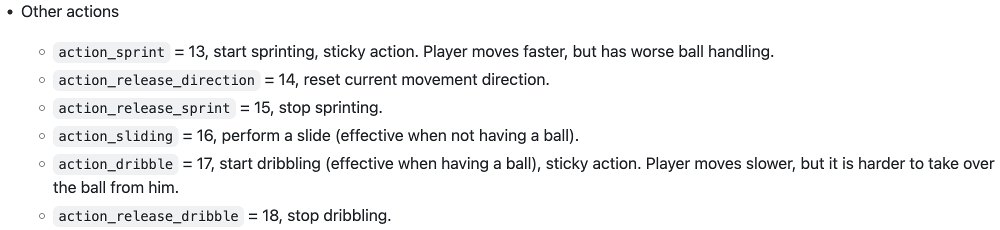 • Other actions
◦ action_sprint = 13, start sprinting, sticky action. Player moves faster, but has worse ball handling.
◦ action_release_direction = 14, reset current movement direction.
◦ action_release_sprint = 15, stop sprinting.
◦ action_sliding = 16, perform a slide (effective when not having a ball).
◦ action_dribble = 17, start dribbling (effective when having a ball), sticky action. Player moves slower, but it is harder to take over
the ball from him.
◦ action_release_dribble = 18, stop dribbling.